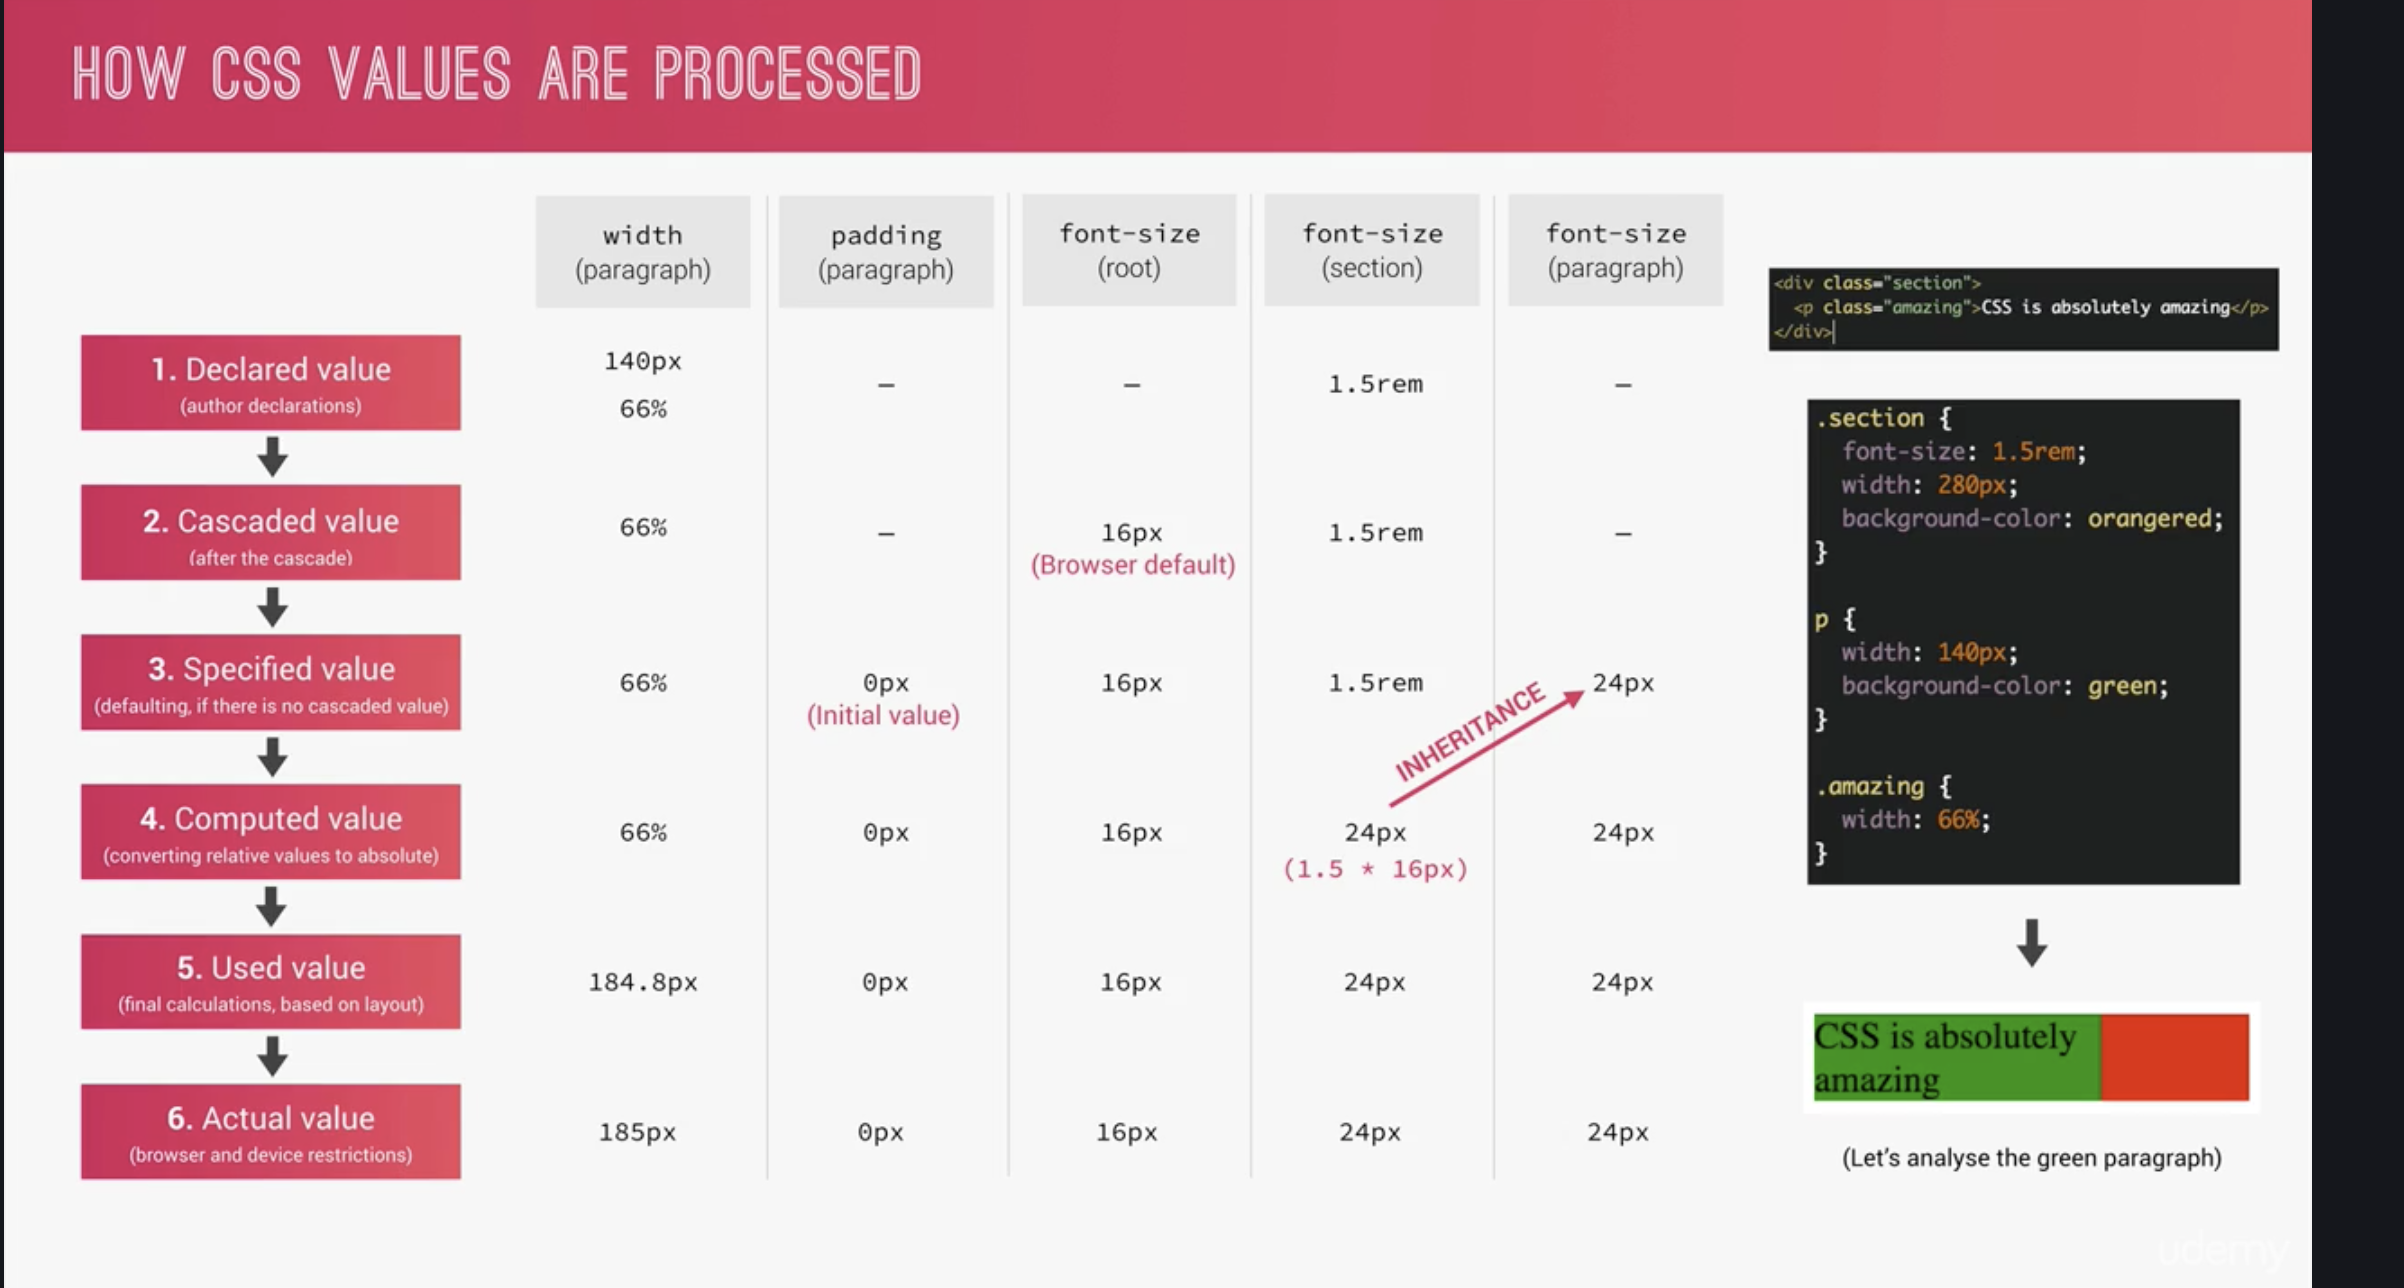 HOW CSS VALUES ARE PROCESSED
width
(paragraph)
padding
(paragraph)
font-size
(root)
font-size
(section)
font-size
(paragraph)
1. Declared value
(author declarations)
140px
66%
–
–
1.5rem
–
2. Cascaded value
(after the cascade)
66%
–
16px
(Browser default)
1.5rem
–
3. Specified value
(defaulting, if there is no cascaded value)
66%
0px
(Initial value)
16px
1.5rem
24px
INHERITANCE
4. Computed value
(converting relative values to absolute)
66%
0px
16px
24px
(1.5 * 16px)
24px
5. Used value
(final calculations, based on layout)
184.8px
0px
16px
24px
24px
6. Actual value
(browser and device restrictions)
185px
0px
16px
24px
24px
<div class="section">
<p class="amazing">CSS is absolutely amazing</p>
</div>
.section {
font-size: 1.5rem;
width: 280px;
background-color: orangered;
}
p {
width: 140px;
background-color: green;
}
.amazing {
width: 66%;
}
CSS is absolutely
amazing
(Let's analyse the green paragraph)
udemy